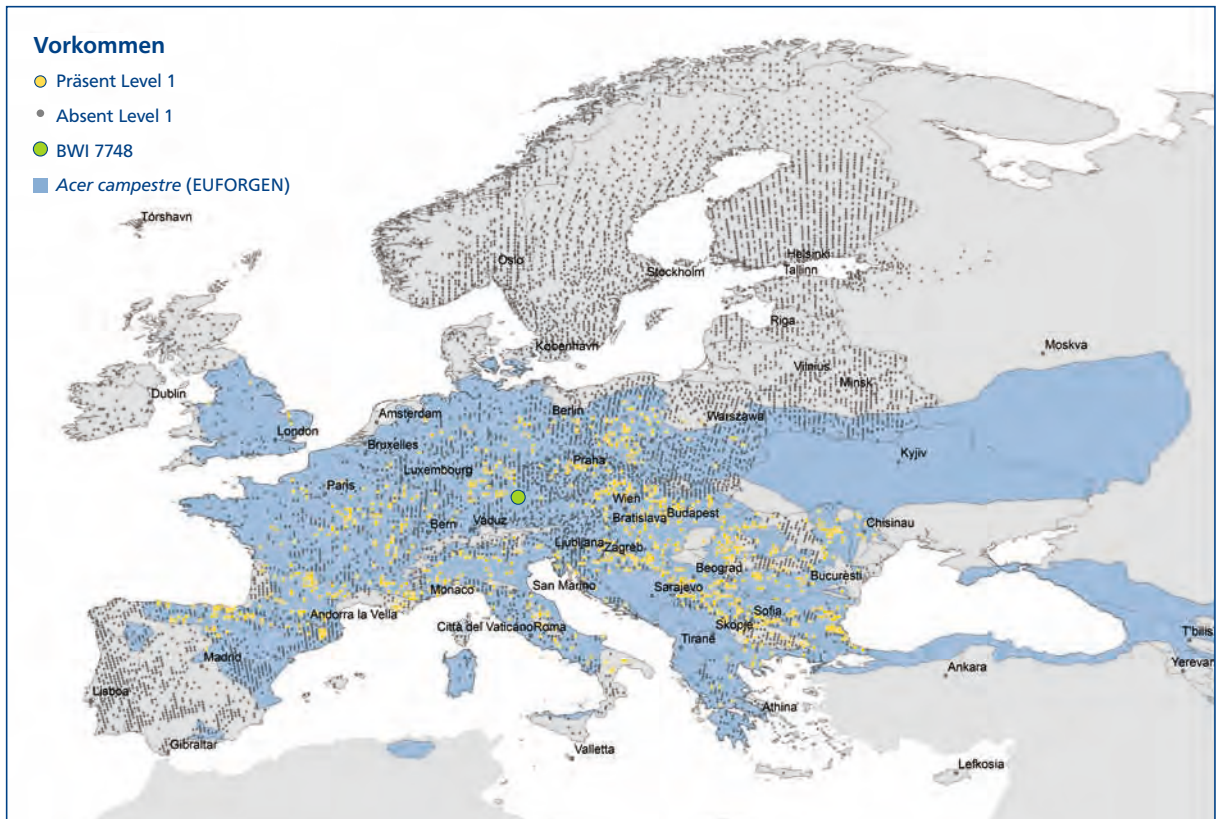 Vorkommen
Präsent Level 1
Absent Level 1
BWI 7748
Acer campestre (EUFORGEN)
Tórshavn
Oslo
Helsinki
Stockholm
Tallinn
Riga
København
Moskva
Vilnius
Minsk
Dublin
Amsterdam
Berlin
Warszawa
London
Bruxelles
Kyjiv
Praha
Luxembourg
Paris
Wien
Bratislava
Budapest
Chisinau
Bern
Vaduz
Ljubljana
Zagreb
Beograd
Bucuresti
San Marino
Monaco
Sarajevo
Andorra la Vella
Sofia
Città del Vaticano
Roma
Skopje
Tiranë
T'bilis
Madrid
Ankara
Yerevan
Lisboa
Athina
Gibraltar
Valletta
Lefkosia